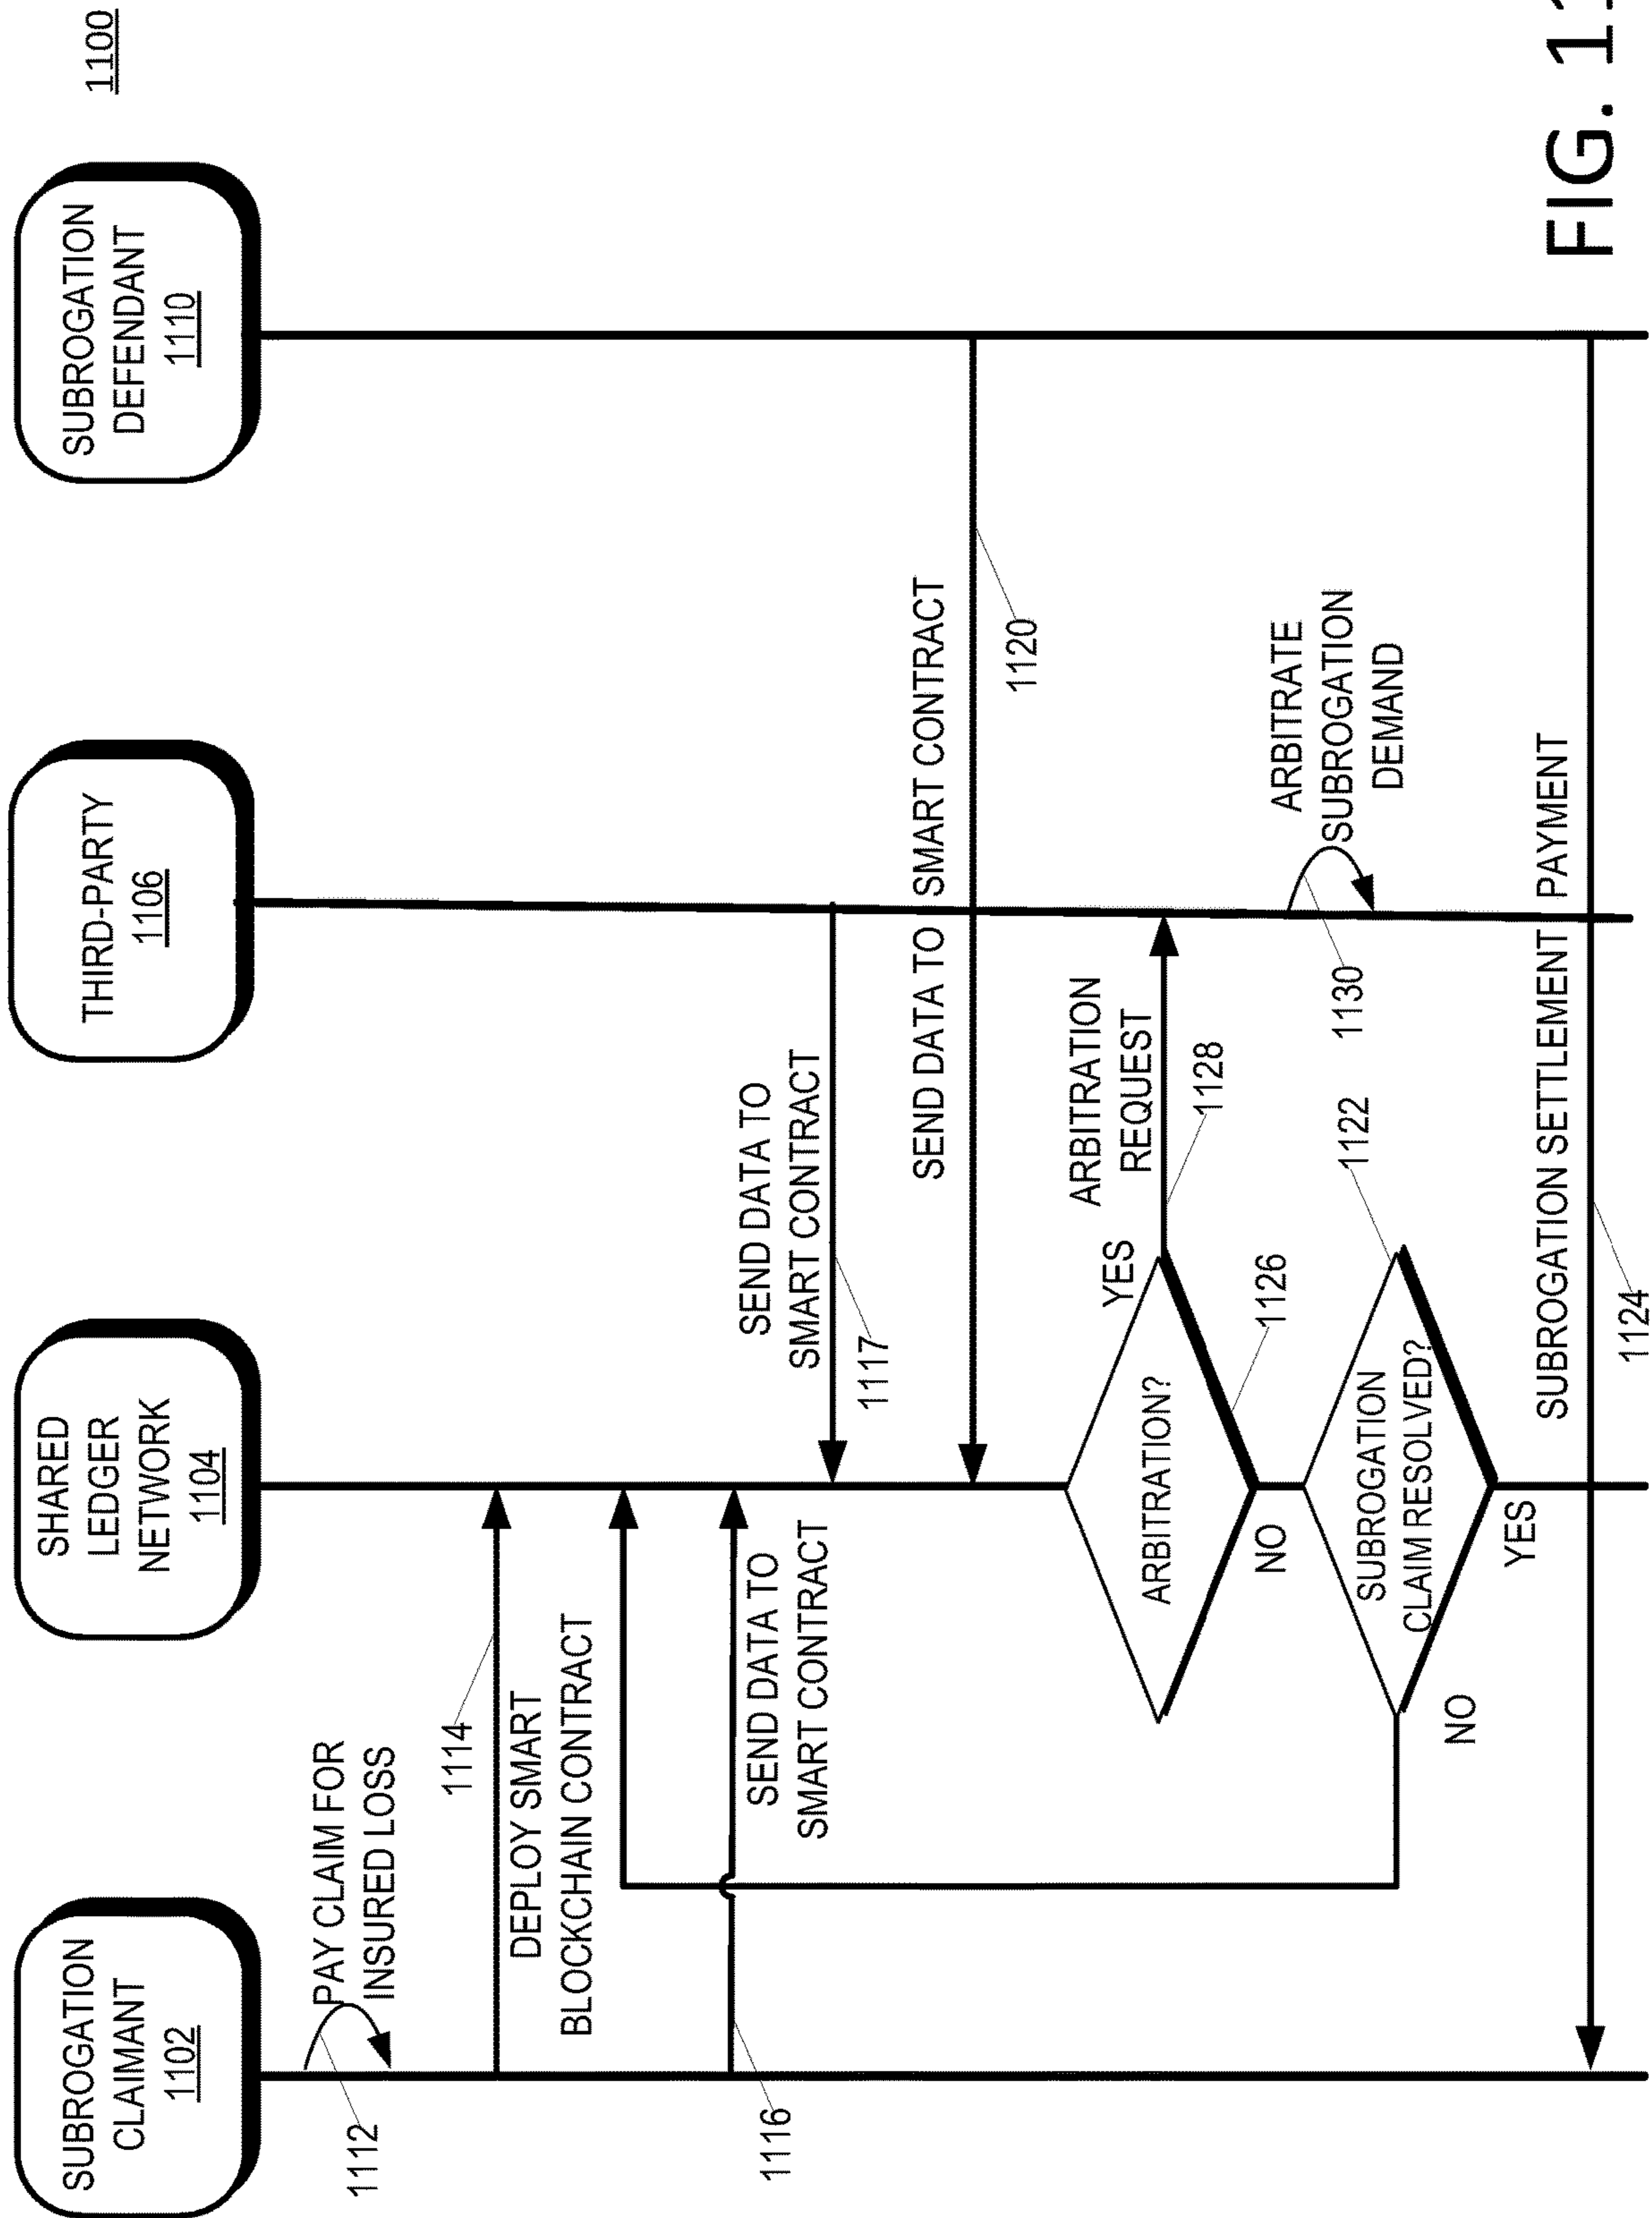 1100
SUBROGATION
CLAIMANT
1102
SHARED
LEDGER
NETWORK
1104
THIRD-PARTY
1106
SUBROGATION
DEFENDANT
1110
PAY CLAIM FOR
INSURED LOSS
1112
1114
DEPLOY SMART
BLOCKCHAIN CONTRACT
SEND DATA TO
SMART CONTRACT
1116
SEND DATA TO
SMART CONTRACT
1117
SEND DATA TO SMART CONTRACT
1120
ARBITRATION?
YES
ARBITRATION
REQUEST
1128
1126
NO
ARBITRATE
SUBROGATION
DEMAND
1130
SUBROGATION
CLAIM RESOLVED?
1122
NO
YES
SUBROGATION SETTLEMENT PAYMENT
1124
FIG. 11